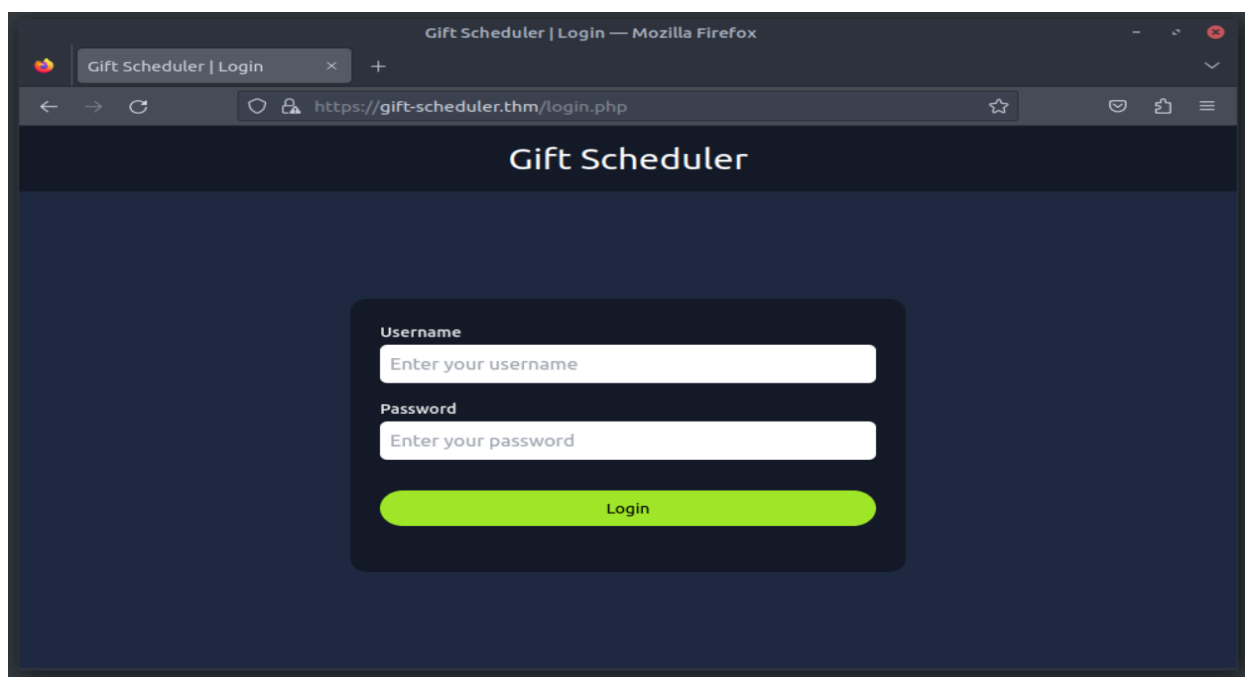 Gift Scheduler | Login — Mozilla Firefox
Gift Scheduler | Login
https://gift-scheduler.thm/login.php
Gift Scheduler
Username
Enter your username
Password
Enter your password
Login